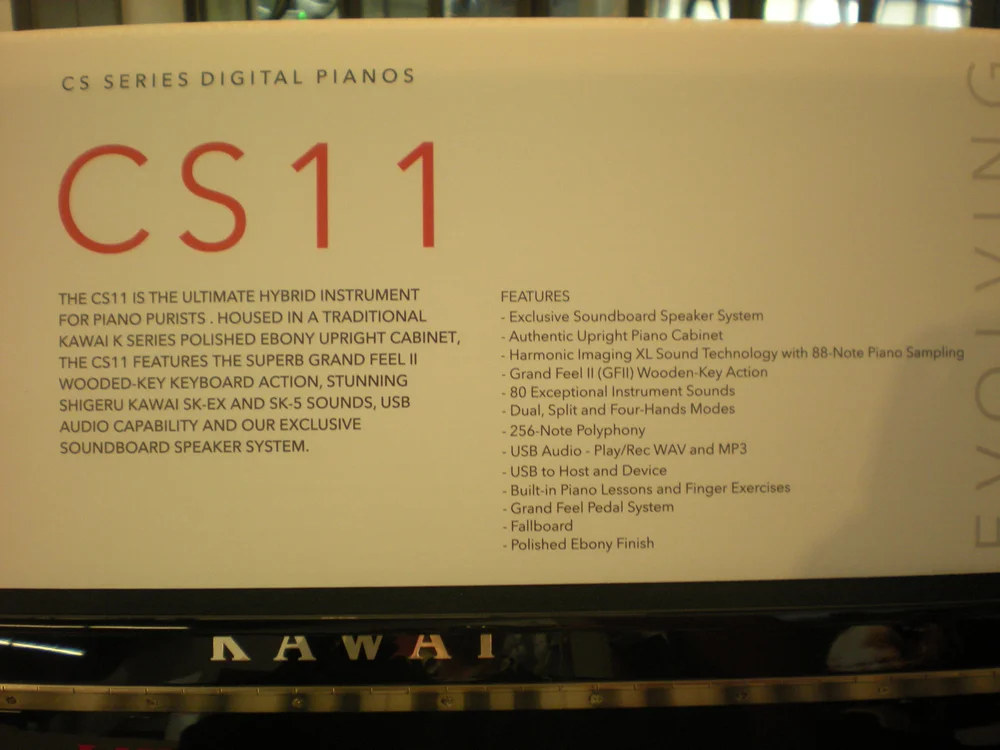 CS SERIES DIGITAL PIANOS
CS11
THE CS11 IS THE ULTIMATE HYBRID INSTRUMENT
FOR PIANO PURISTS . HOUSED IN A TRADITIONAL
KAWAI K SERIES POLISHED EBONY UPRIGHT CABINET,
THE CS11 FEATURES THE SUPERB GRAND FEEL II
WOODED-KEY KEYBOARD ACTION, STUNNING
SHIGERU KAWAI SK-EX AND SK-5 SOUNDS, USB
AUDIO CAPABILITY AND OUR EXCLUSIVE
SOUNDBOARD SPEAKER SYSTEM.
FEATURES
- Exclusive Soundboard Speaker System
- Authentic Upright Piano Cabinet
- Harmonic Imaging XL Sound Technology with 88-Note Piano Sampling
- Grand Feel II (GFII) Wooden-Key Action
- 80 Exceptional Instrument Sounds
- Dual, Split and Four-Hands Modes
- 256-Note Polyphony
- USB Audio - Play/Rec WAV and MP3
- USB to Host and Device
- Built-in Piano Lessons and Finger Exercises
- Grand Feel Pedal System
- Fallboard
- Polished Ebony Finish
EVOLVING
KAWAI